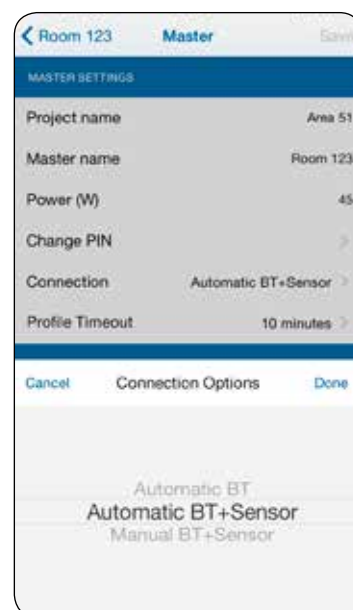 Room 123 Master Save
MASTER SETTINGS
Project name Area 51
Master name Room 123
Power (W) 45
Change PIN
Connection Automatic BT+Sensor
Profile Timeout 10 minutes
Cancel Connection Options Done
Automatic BT
Automatic BT+Sensor
Manual BT+Sensor